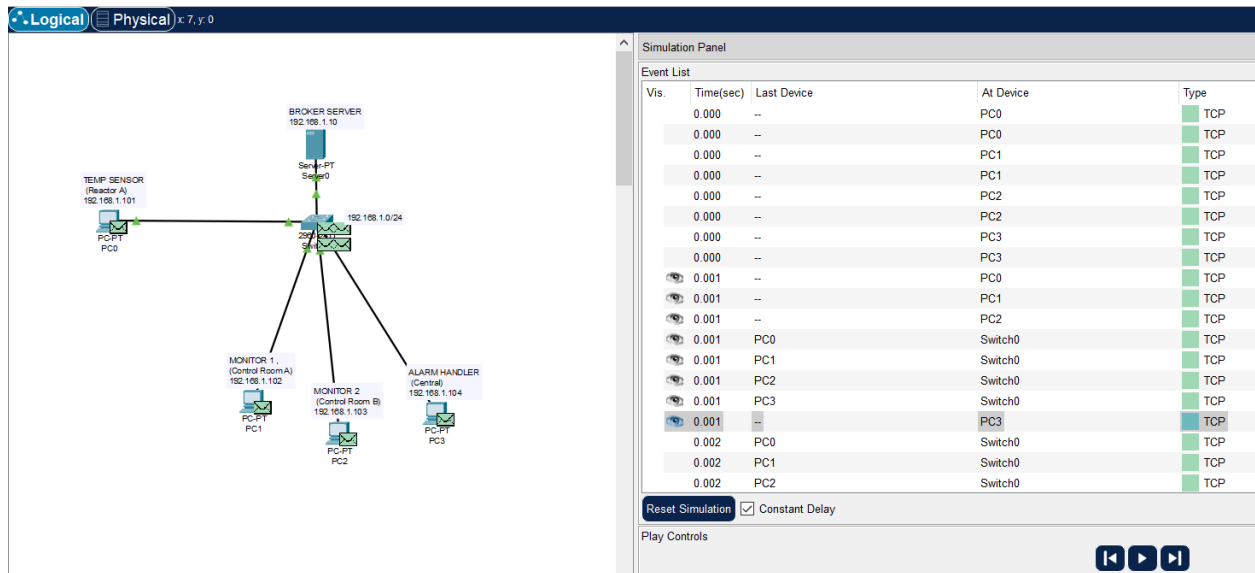 Logical Physical x: 7, y: 0
BROKER SERVER
192.168.1.10
Server-PT
Server0
TEMP SENSOR
(Reactor A)
192.168.1.101
PC-PT
PC0
192.168.1.0/24
MONITOR 1 ,
(Control Room A)
192.168.1.102
PC-PT
PC1
MONITOR 2
(Control Room B)
192.168.1.103
PC-PT
PC2
ALARM HANDLER
(Central)
192.168.1.104
PC-PT
PC3
Simulation Panel
Event List
Vis. Time(sec) Last Device At Device Type
0.000 -- PC0 TCP
0.000 -- PC0 TCP
0.000 -- PC1 TCP
0.000 -- PC1 TCP
0.000 -- PC2 TCP
0.000 -- PC2 TCP
0.000 -- PC3 TCP
0.000 -- PC3 TCP
0.001 -- PC0 TCP
0.001 -- PC1 TCP
0.001 -- PC2 TCP
0.001 PC0 Switch0 TCP
0.001 PC1 Switch0 TCP
0.001 PC2 Switch0 TCP
0.001 PC3 Switch0 TCP
0.001 -- PC3 TCP
0.002 PC0 Switch0 TCP
0.002 PC1 Switch0 TCP
0.002 PC2 Switch0 TCP
Reset Simulation Constant Delay
Play Controls